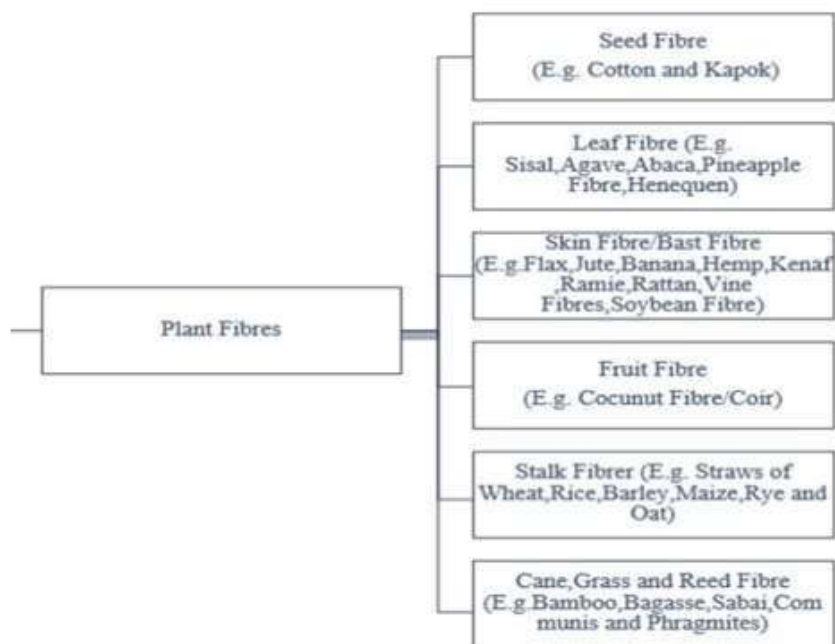 Seed Fibre
(E.g. Cotton and Kapok)
Leaf Fibre (E.g.
Sisal,Agave,Abaca,Pineapple
Fibre,Henequen)
Skin Fibre/Bast Fibre
(E.g.Flax,Jute,Banana,Hemp,Kenaf
,Ramie,Rattan,Vine
Fibres,Soybean Fibre)
Plant Fibres
Fruit Fibre
(E.g. Cocunut Fibre/Coir)
Stalk Fibrer (E.g. Straws of
Wheat,Rice,Barley,Maize,Rye and
Oat)
Cane,Grass and Reed Fibre
(E.g.Bamboo,Bagasse,Sabai,Com
munis and Phragmites)